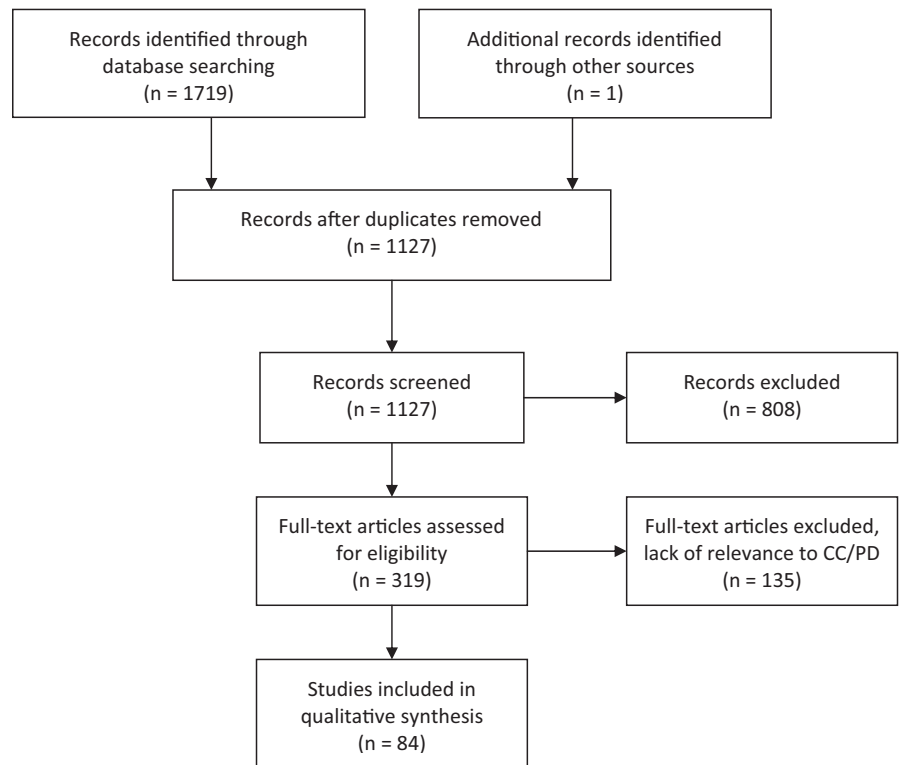 Records identified through
database searching
(n = 1719)
Additional records identified
through other sources
(n = 1)
Records after duplicates removed
(n = 1127)
Records screened
(n = 1127)
Records excluded
(n = 808)
Full-text articles assessed
for eligibility
(n = 319)
Full-text articles excluded,
lack of relevance to CC/PD
(n = 135)
Studies included in
qualitative synthesis
(n = 84)